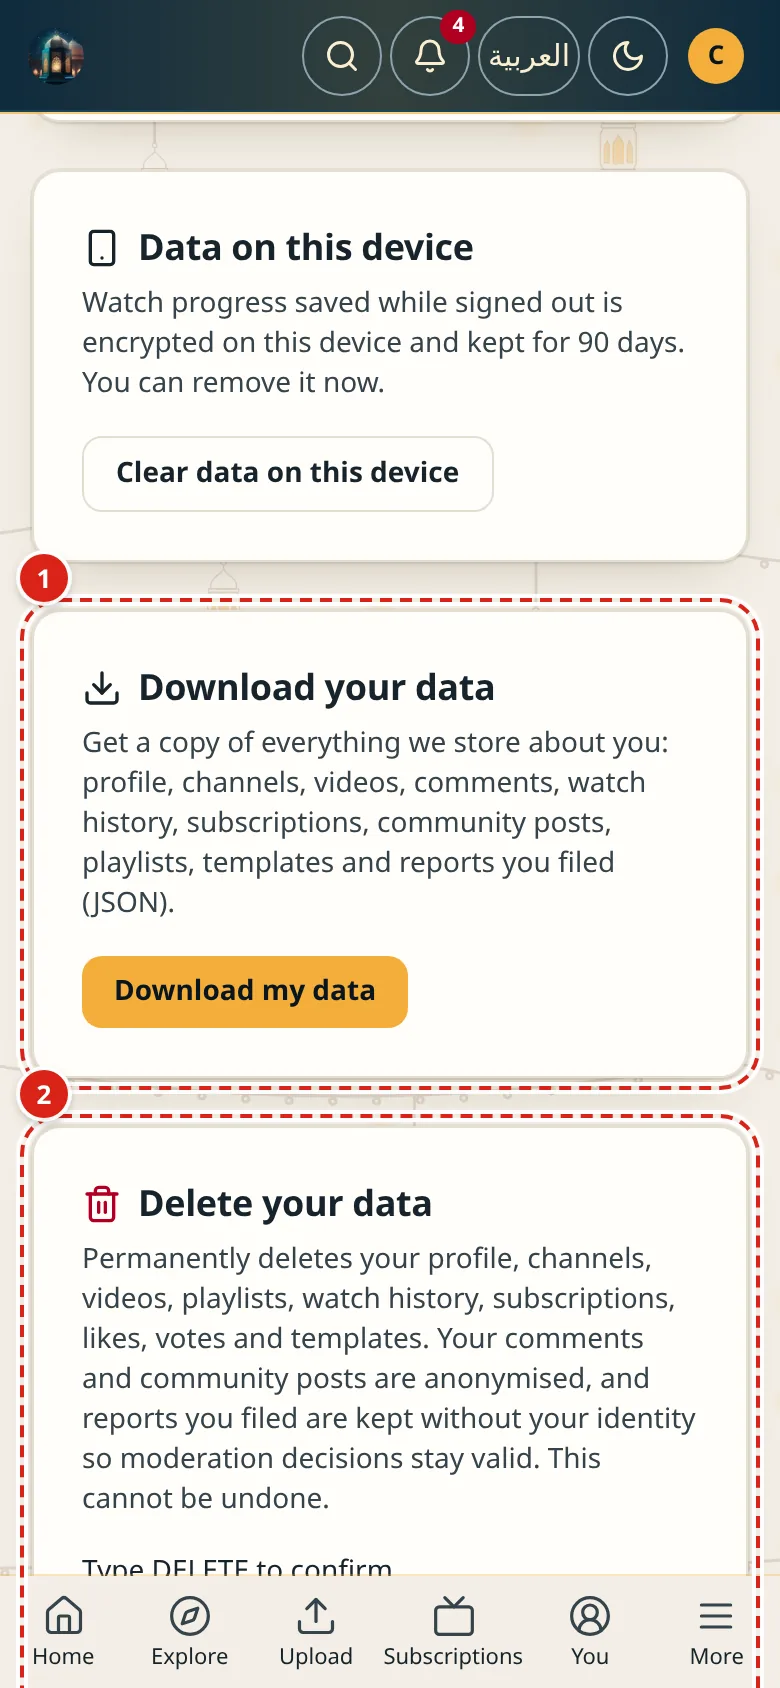 4
العربية
C
Data on this device
Watch progress saved while signed out is
encrypted on this device and kept for 90 days.
You can remove it now.
Clear data on this device
1
Download your data
Get a copy of everything we store about you:
profile, channels, videos, comments, watch
history, subscriptions, community posts,
playlists, templates and reports you filed
(JSON).
Download my data
2
Delete your data
Permanently deletes your profile, channels,
videos, playlists, watch history, subscriptions,
likes, votes and templates. Your comments
and community posts are anonymised, and
reports you filed are kept without your identity
so moderation decisions stay valid. This
cannot be undone.
Type DELETE to confirm
Home
Explore
Upload
Subscriptions
You
More